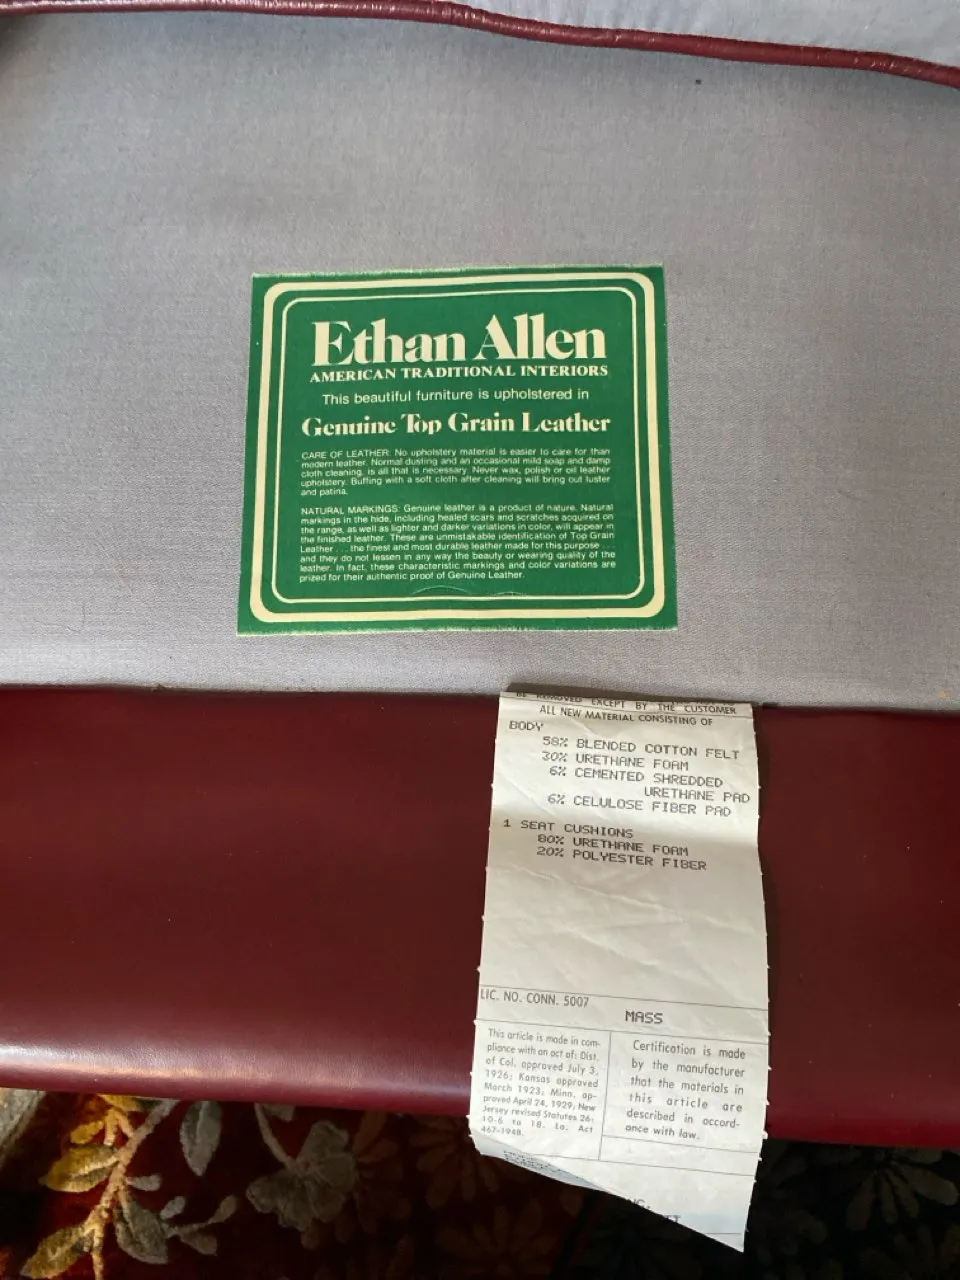 Ethan Allen
AMERICAN TRADITIONAL INTERIORS
This beautiful furniture is upholstered in
Genuine Top Grain Leather
CARE OF LEATHER: No upholstery material is easier to care for than
modern leather. Normal dusting and an occasional mild soap and damp
cloth cleaning, is all that is necessary. Never wax, polish or oil leather
upholstery. Buffing with a soft cloth after cleaning will bring out luster
and patina.
NATURAL MARKINGS: Genuine leather is a product of nature. Natural
markings in the hide, including healed scars and scratches acquired on
the range, as well as lighter and darker variations in color, will appear in
the finished leather. These are unmistakable identification of Top Grain
Leather . . . the finest and most durable leather made for this purpose . . .
and they do not lessen in any way the beauty or wearing quality of the
leather. In fact, these characteristic markings and color variations are
prized for their authentic proof of Genuine Leather.
BE REMOVED EXCEPT BY THE CUSTOMER
ALL NEW MATERIAL CONSISTING OF
BODY
58% BLENDED COTTON FELT
30% URETHANE FOAM
6% CEMENTED SHREDDED
URETHANE PAD
6% CELULOSE FIBER PAD
1 SEAT CUSHIONS
80% URETHANE FOAM
20% POLYESTER FIBER
LIC. NO. CONN. 5007
MASS
This article is made in com-
pliance with an act of: Dist.
of Col. approved July 3,
1926; Kansas approved
March 1923; Minn. ap-
proved April 24, 1929; New
Jersey revised Statutes 26-
10-6 to 18. La. Act
467-1948.
Certification is made
by the manufacturer
that the materials in
this article are
described in accord-
ance with law.